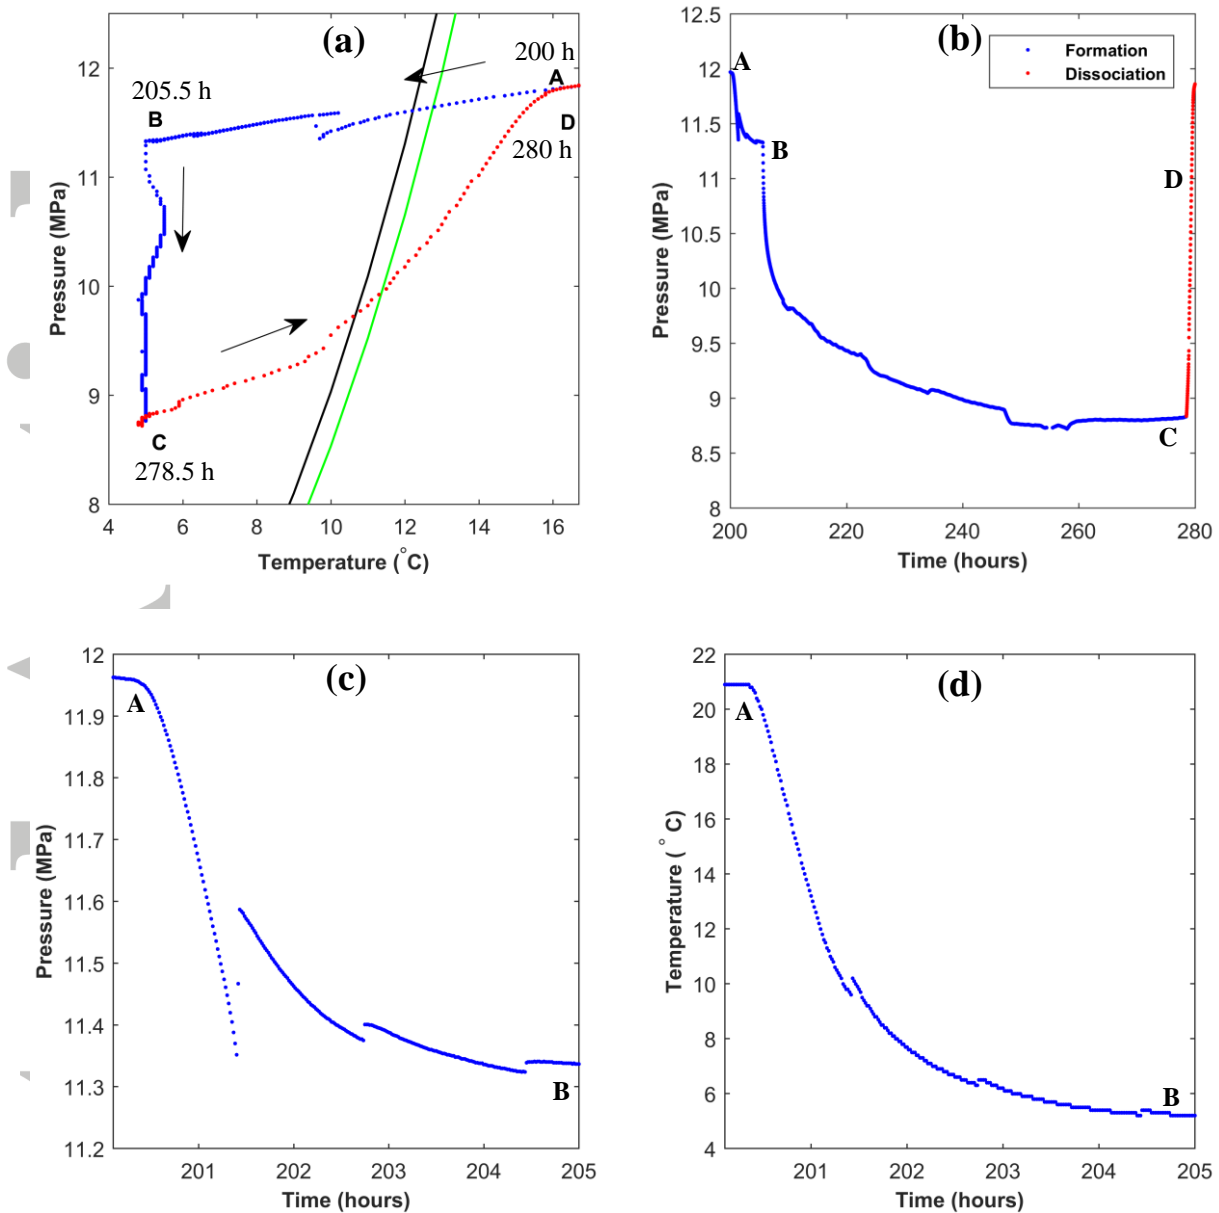 (a)
200 h
A
205.5 h
B
D
280 h
C
278.5 h
12
11
10
9
8
4
6
8
10
12
14
16
Pressure (MPa)
Temperature (°C)
(b)
Formation
Dissociation
A
B
C
D
12.5
12
11.5
11
10.5
10
9.5
9
8.5
8
200
220
240
260
280
Pressure (MPa)
Time (hours)
(c)
A
B
12
11.9
11.8
11.7
11.6
11.5
11.4
11.3
11.2
201
202
203
204
205
Pressure (MPa)
Time (hours)
(d)
A
B
22
20
18
16
14
12
10
8
6
4
201
202
203
204
205
Temperature (° C)
Time (hours)